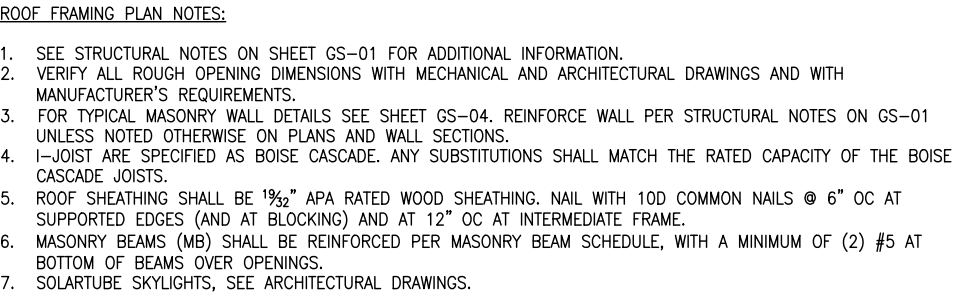 ROOF FRAMING PLAN NOTES:
1. SEE STRUCTURAL NOTES ON SHEET GS-01 FOR ADDITIONAL INFORMATION.
2. VERIFY ALL ROUGH OPENING DIMENSIONS WITH MECHANICAL AND ARCHITECTURAL DRAWINGS AND WITH
MANUFACTURER'S REQUIREMENTS.
3. FOR TYPICAL MASONRY WALL DETAILS SEE SHEET GS-04. REINFORCE WALL PER STRUCTURAL NOTES ON GS-01
UNLESS NOTED OTHERWISE ON PLANS AND WALL SECTIONS.
4. I-JOIST ARE SPECIFIED AS BOISE CASCADE. ANY SUBSTITUTIONS SHALL MATCH THE RATED CAPACITY OF THE BOISE
CASCADE JOISTS.
5. ROOF SHEATHING SHALL BE 19/32" APA RATED WOOD SHEATHING. NAIL WITH 10D COMMON NAILS @ 6" OC AT
SUPPORTED EDGES (AND AT BLOCKING) AND AT 12" OC AT INTERMEDIATE FRAME.
6. MASONRY BEAMS (MB) SHALL BE REINFORCED PER MASONRY BEAM SCHEDULE, WITH A MINIMUM OF (2) #5 AT
BOTTOM OF BEAMS OVER OPENINGS.
7. SOLARTUBE SKYLIGHTS, SEE ARCHITECTURAL DRAWINGS.